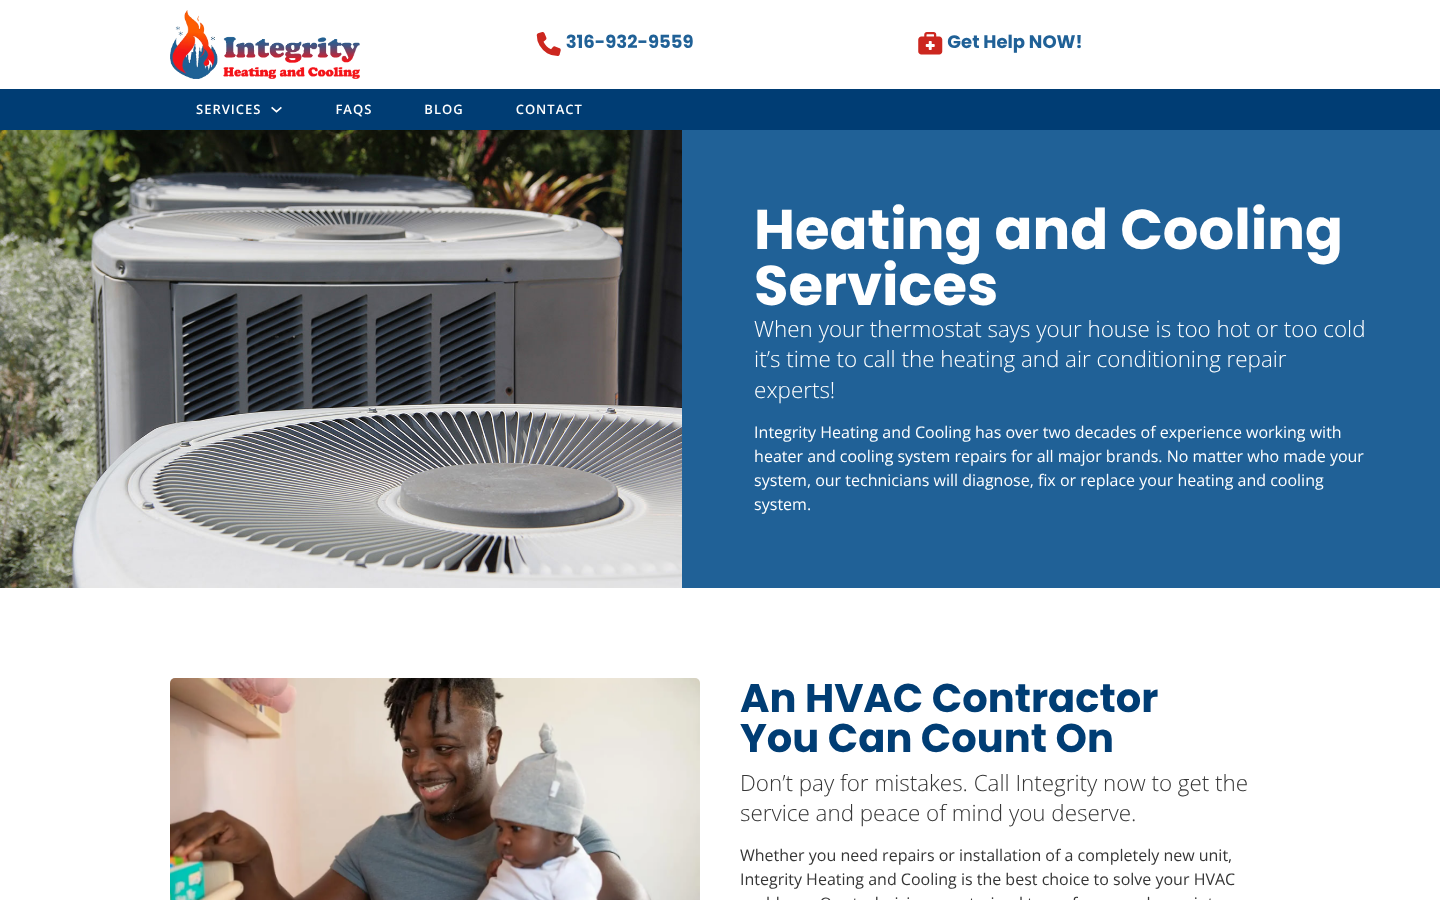 Integrity
Heating and Cooling
316-932-9559
Get Help NOW!
SERVICES
FAQS
BLOG
CONTACT
Heating and Cooling
Services
When your thermostat says your house is too hot or too cold
it’s time to call the heating and air conditioning repair
experts!
Integrity Heating and Cooling has over two decades of experience working with
heater and cooling system repairs for all major brands. No matter who made your
system, our technicians will diagnose, fix or replace your heating and cooling
system.
An HVAC Contractor
You Can Count On
Don’t pay for mistakes. Call Integrity now to get the
service and peace of mind you deserve.
Whether you need repairs or installation of a completely new unit,
Integrity Heating and Cooling is the best choice to solve your HVAC